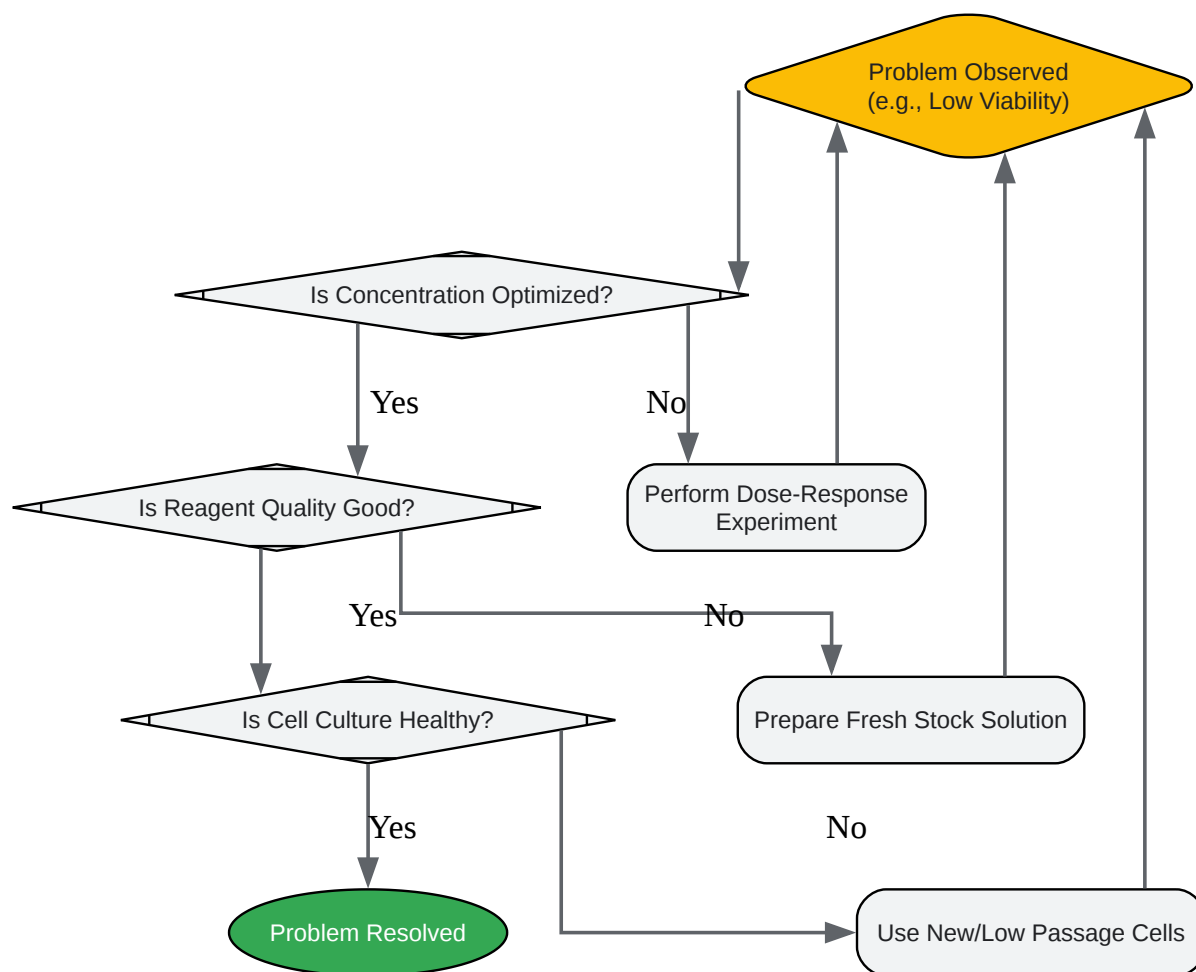 Problem Observed
(e.g., Low Viability)
Is Concentration Optimized?
Yes
No
Is Reagent Quality Good?
Perform Dose-Response
Experiment
Yes
No
Is Cell Culture Healthy?
Prepare Fresh Stock Solution
Yes
No
Problem Resolved
Use New/Low Passage Cells